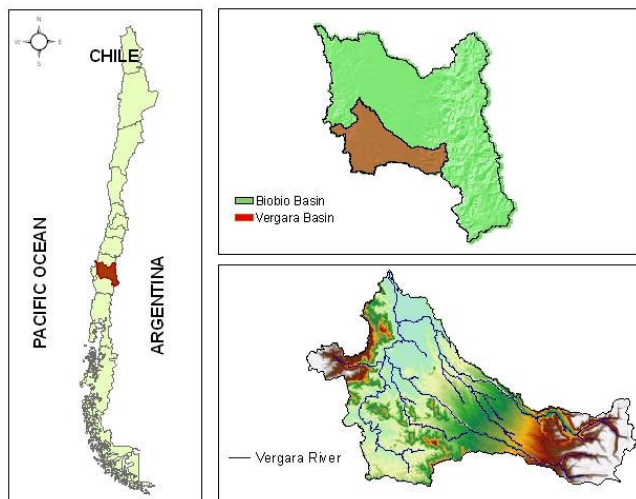 N
W E
S
CHILE
PACIFIC OCEAN
ARGENTINA
Biobio Basin
Vergara Basin
Vergara River